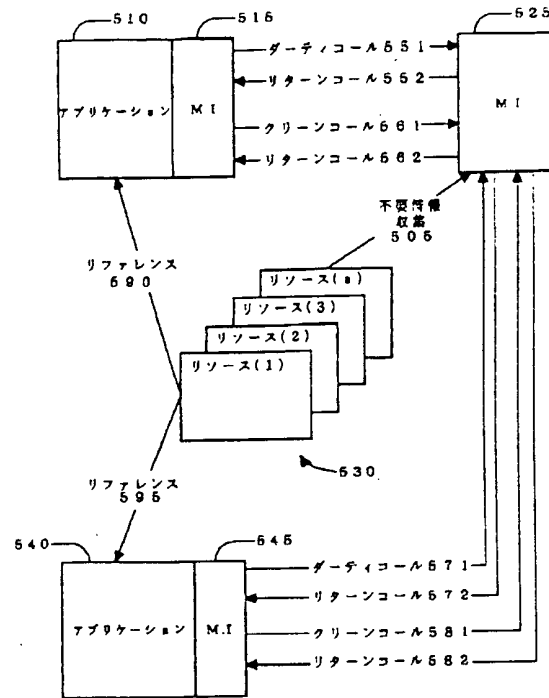 510
515
525
アプリケーション
MI
ダーティコール551
リターンコール552
クリーンコール561
リターンコール562
MI
不要情報
収集
505
リファレンス
590
リソース(n)
リソース(3)
リソース(2)
リソース(1)
530
リファレンス
595
540
545
アプリケーション
M.I
ダーティコール571
リターンコール572
クリーンコール581
リターンコール582